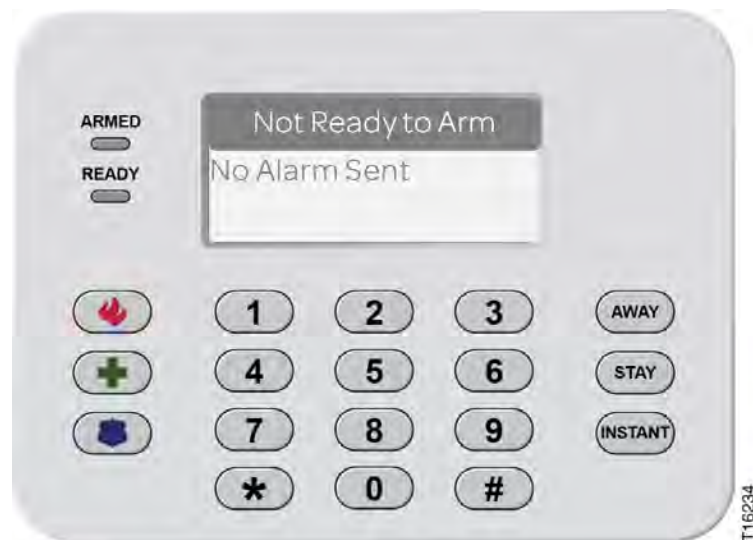 ARMED
READY
Not Ready to Arm
No Alarm Sent
1 2 3 AWAY
4 5 6 STAY
7 8 9 INSTANT
* 0 #
T16234